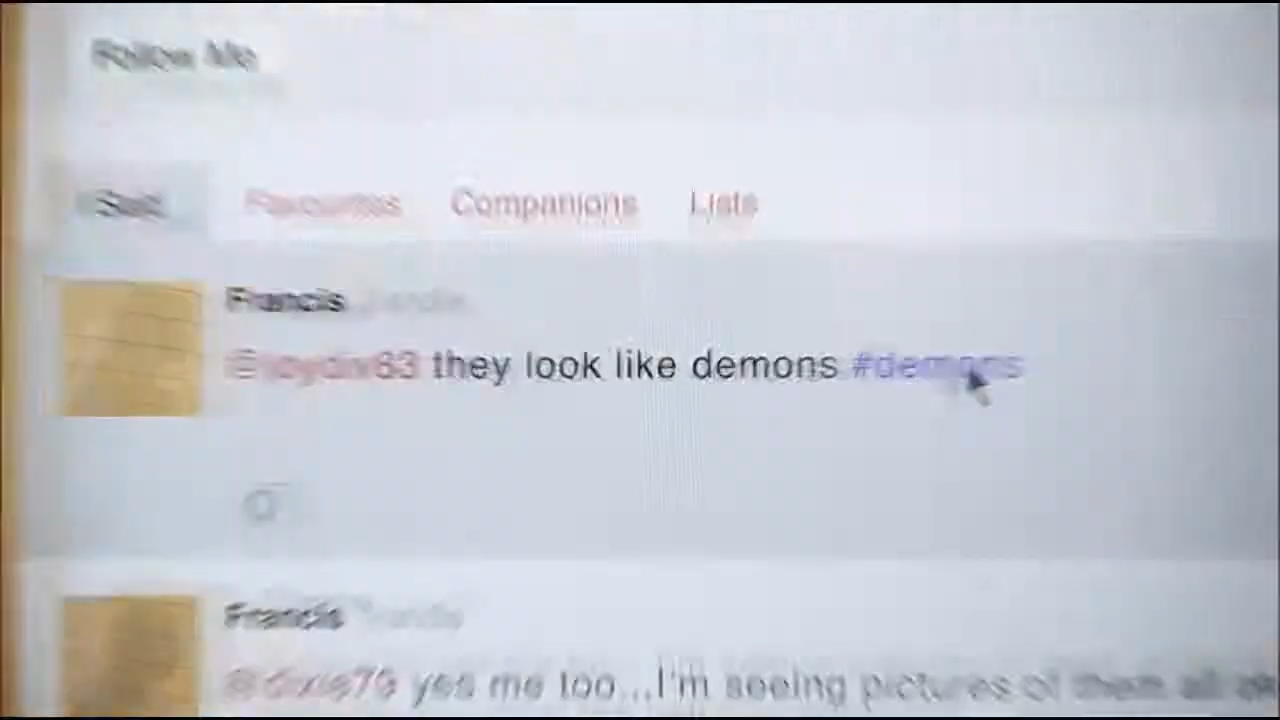 Follow Me
Self Favourites Companions Lists
Francis
they look like demons #demons
Francis
yes me too...I'm seeing pictures of them all